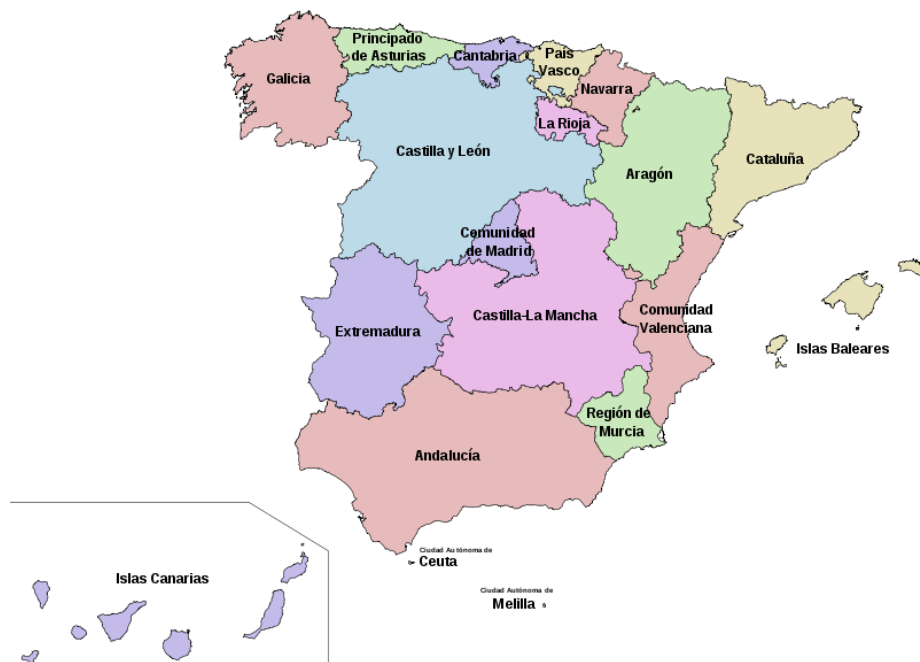 Principado
de Asturias
Cantabria
País
Vasco
Galicia
Navarra
La Rioja
Castilla y León
Aragón
Cataluña
Comunidad
de Madrid
Extremadura
Castilla-La Mancha
Comunidad
Valenciana
Islas Baleares
Región de
Murcia
Andalucía
Ciudad Autónoma de
Ceuta
Islas Canarias
Ciudad Autónoma de
Melilla